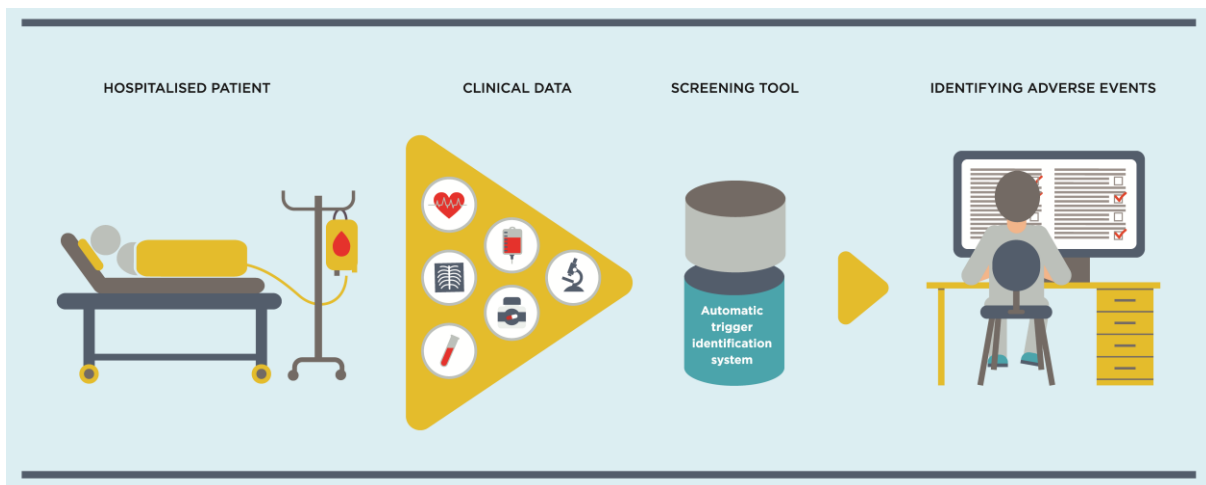 HOSPITALISED PATIENT
CLINICAL DATA
SCREENING TOOL
IDENTIFYING ADVERSE EVENTS
Automatic
trigger
identification
system